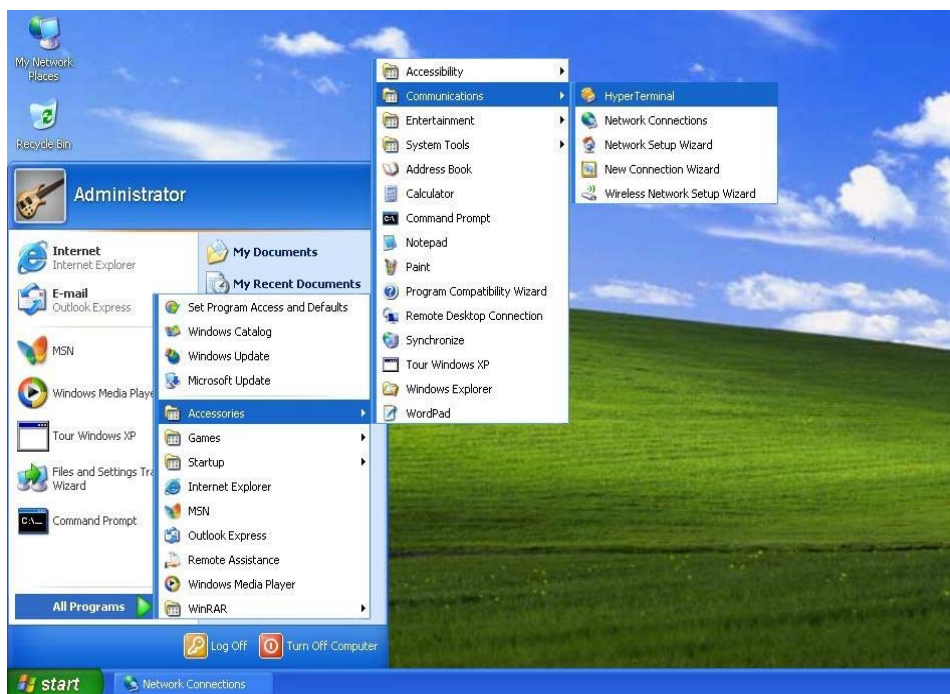 My Network
Places
Recycle Bin
Administrator
Internet
Internet Explorer
E-mail
Outlook Express
MSN
Windows Media Playe
Tour Windows XP
Files and Settings Tra
Wizard
Command Prompt
All Programs
My Documents
My Recent Documents
Set Program Access and Defaults
Windows Catalog
Windows Update
Microsoft Update
Accessories
Games
Startup
Internet Explorer
MSN
Outlook Express
Remote Assistance
Windows Media Player
WinRAR
Accessibility
Communications
Entertainment
System Tools
Address Book
Calculator
Command Prompt
Notepad
Paint
Program Compatibility Wizard
Remote Desktop Connection
Synchronize
Tour Windows XP
Windows Explorer
WordPad
HyperTerminal
Network Connections
Network Setup Wizard
New Connection Wizard
Wireless Network Setup Wizard
Log Off
Turn Off Computer
start
Network Connections